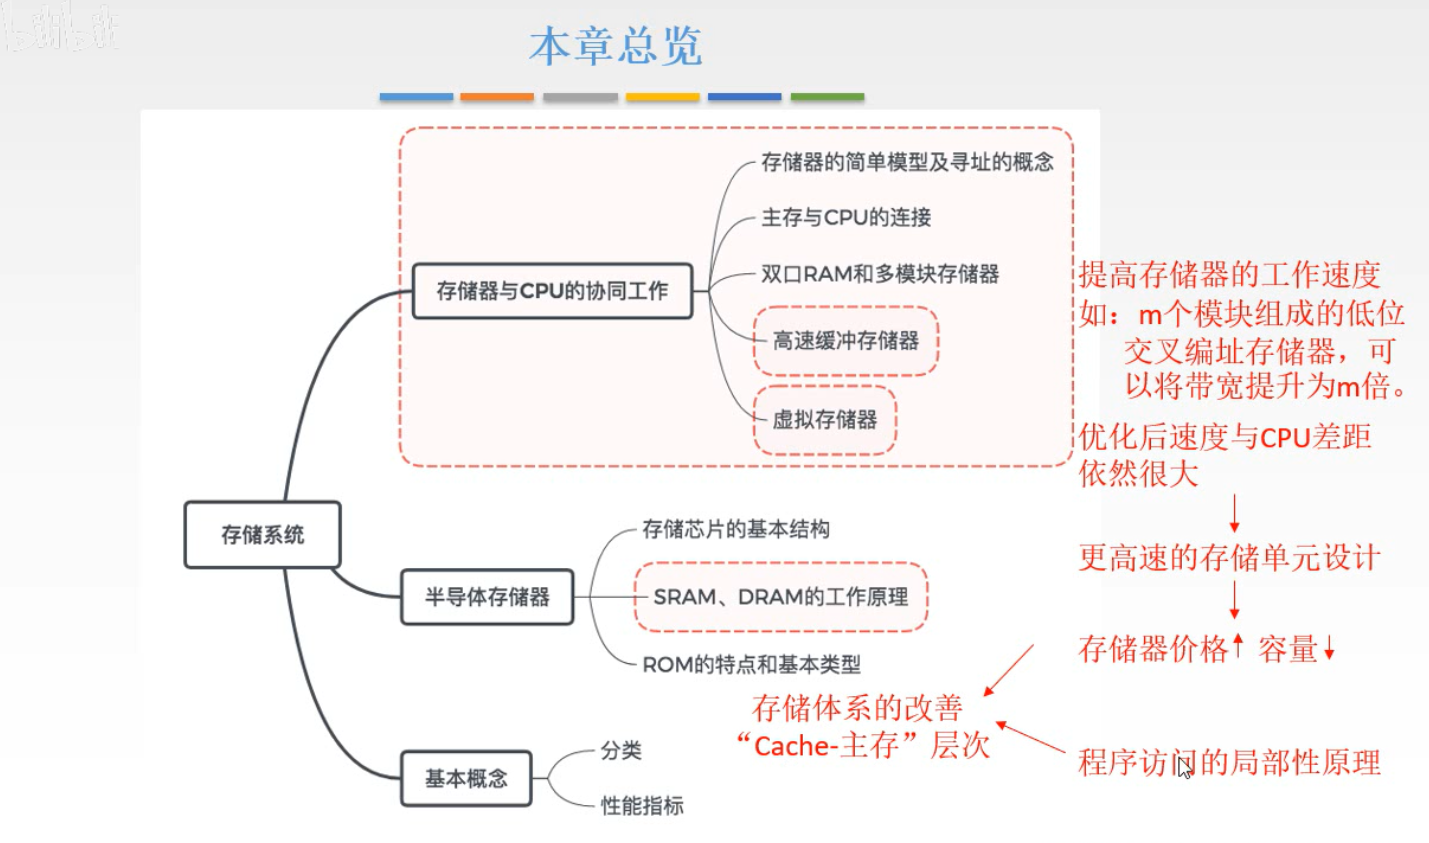 bilibili
本章总览
存储器的简单模型及寻址的概念
主存与CPU的连接
双口RAM和多模块存储器
存储器与CPU的协同工作
高速缓冲存储器
虚拟存储器
提高存储器的工作速度
如：m个模块组成的低位
交叉编址存储器，可
以将带宽提升为m倍。
优化后速度与CPU差距
依然很大
更高速的存储单元设计
存储器价格↑ 容量↓
存储系统
存储芯片的基本结构
半导体存储器
SRAM、DRAM的工作原理
ROM的特点和基本类型
存储体系的改善
“Cache-主存”层次
程序访问的局部性原理
基本概念
分类
性能指标